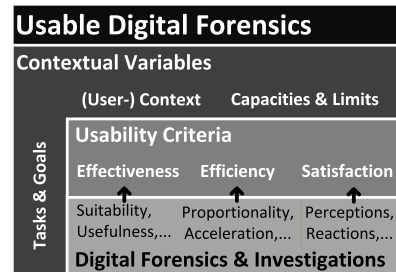 Usable Digital Forensics
Contextual Variables
(User-) Context Capacities & Limits
Tasks & Goals
Usability Criteria
Effectiveness Efficiency Satisfaction
Suitability, Proportionality, Perceptions,
Usefulness,... Acceleration,... Reactions,...
Digital Forensics & Investigations